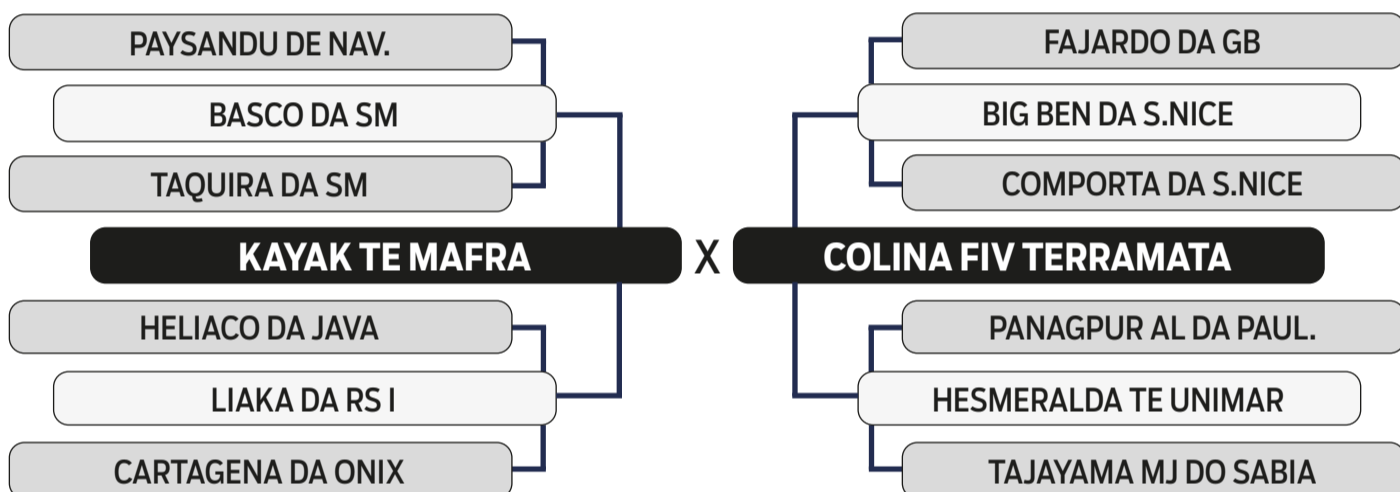 PAYSANDU DE NAV.
BASCO DA SM
TAQUIRA DA SM
KAYAK TE MAFRA
HELIACO DA JAVA
LIAKA DA RS I
CARTAGENA DA ONIX
X
FAJARDO DA GB
BIG BEN DA S.NICE
COMPORTA DA S.NICE
COLINA FIV TERRAMATA
PANAGPUR AL DA PAUL.
HESMERALDA TE UNIMAR
TAJAYAMA MJ DO SABIA